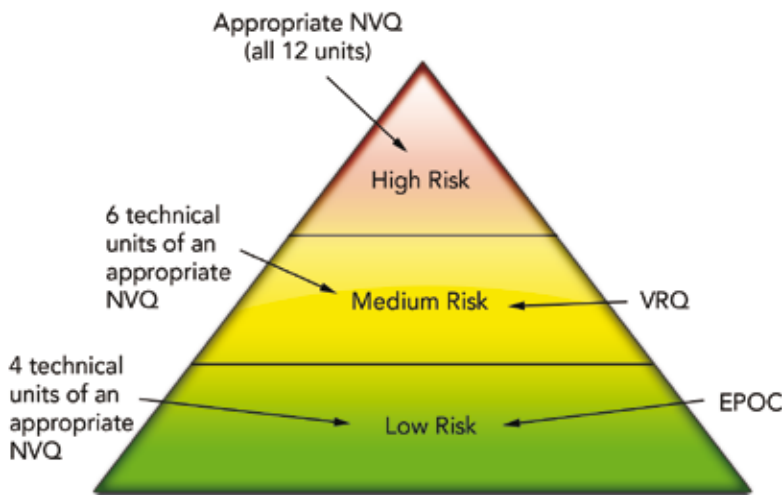 Appropriate NVQ
(all 12 units)
High Risk
6 technical
units of an
appropriate
NVQ
Medium Risk
VRQ
4 technical
units of an
appropriate
NVQ
Low Risk
EPOC